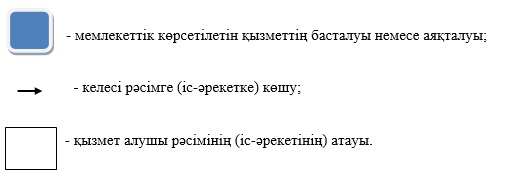 - мемлекеттік көрсетілетін қызметтің басталуы немесе аяқталуы;
- келесі рәсімге (іс-әрекетке) көшу;
- қызмет алушы рәсімінің (іс-әрекетінің) атауы.